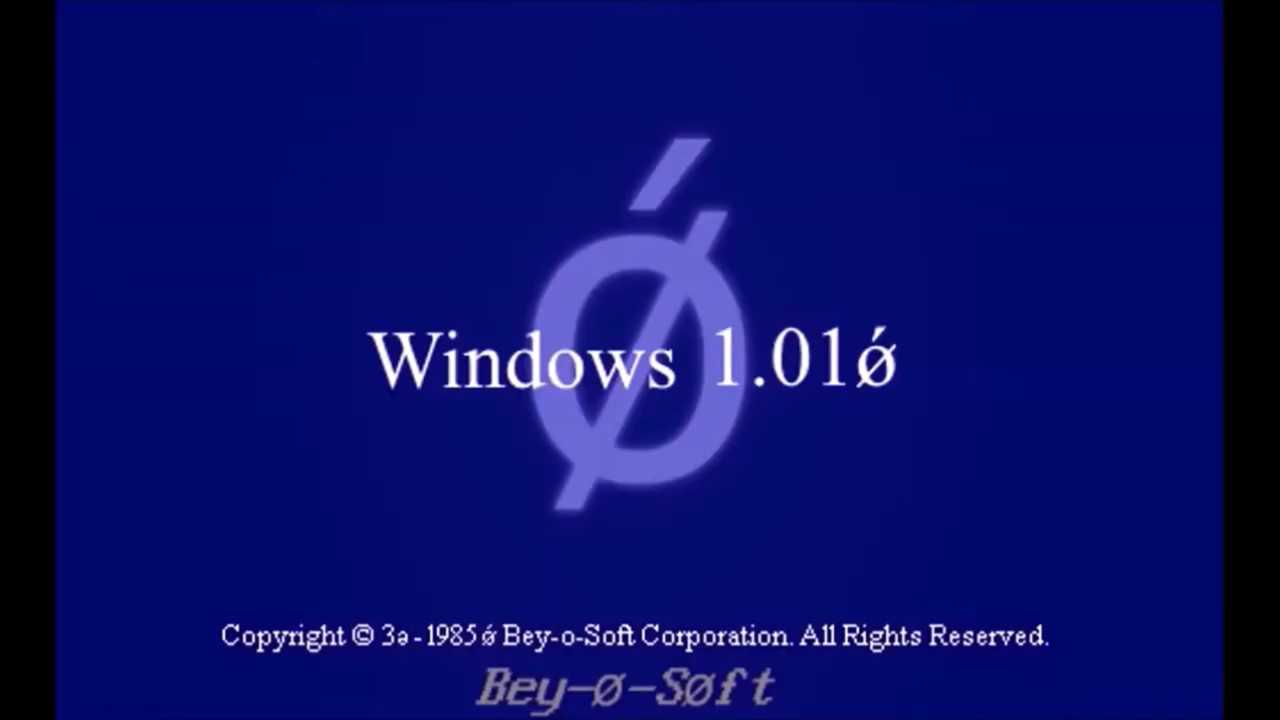 Ǿ
Windows 1.01ǿ
Copyright © 3ə-1985ǿ Bey-o-Soft Corporation. All Rights Reserved.
Bey-ø-Søft